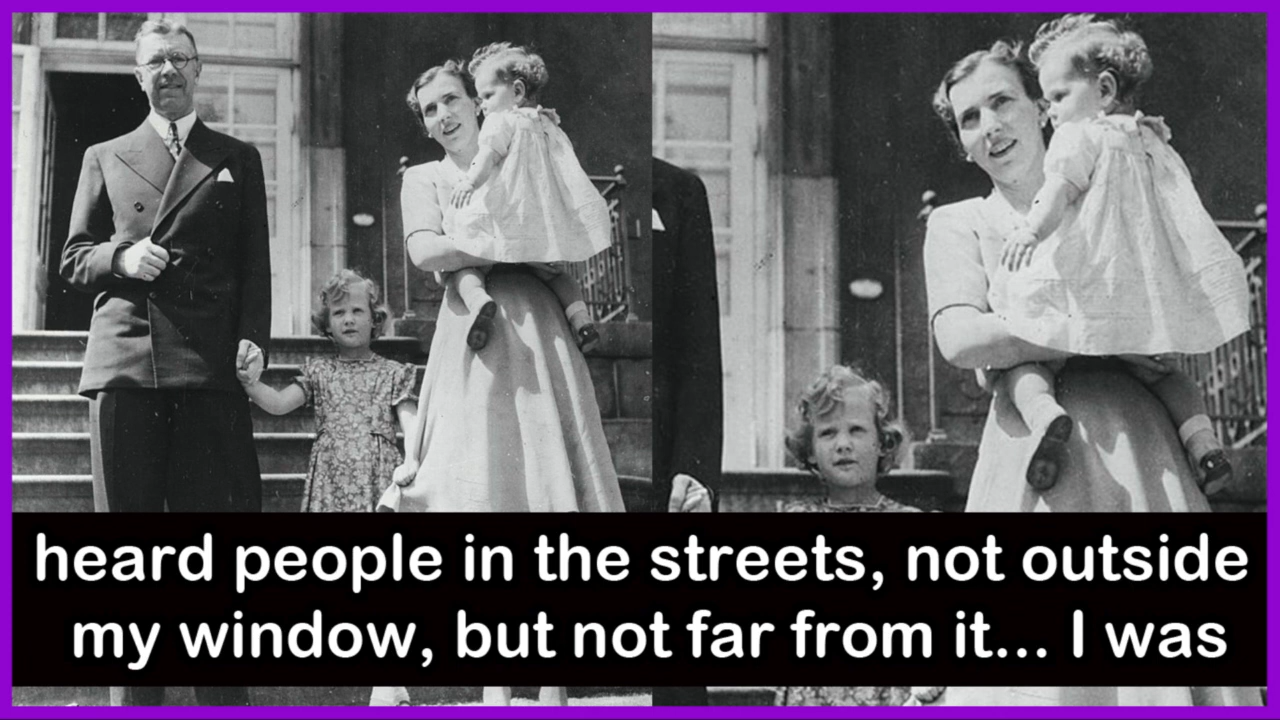 heard people in the streets, not outside
my window, but not far from it... I was